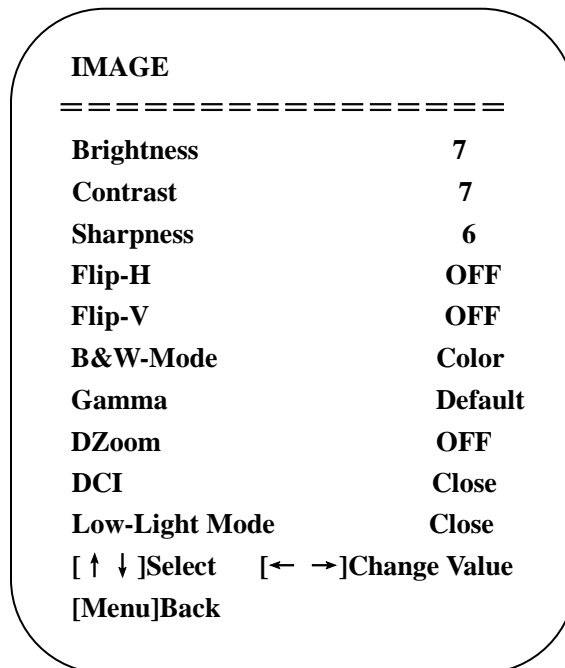 IMAGE
================
Brightness 7
Contrast 7
Sharpness 6
Flip-H OFF
Flip-V OFF
B&W-Mode Color
Gamma Default
DZoom OFF
DCI Close
Low-Light Mode Close
[↑ ↓]Select [← →]Change Value
[Menu]Back